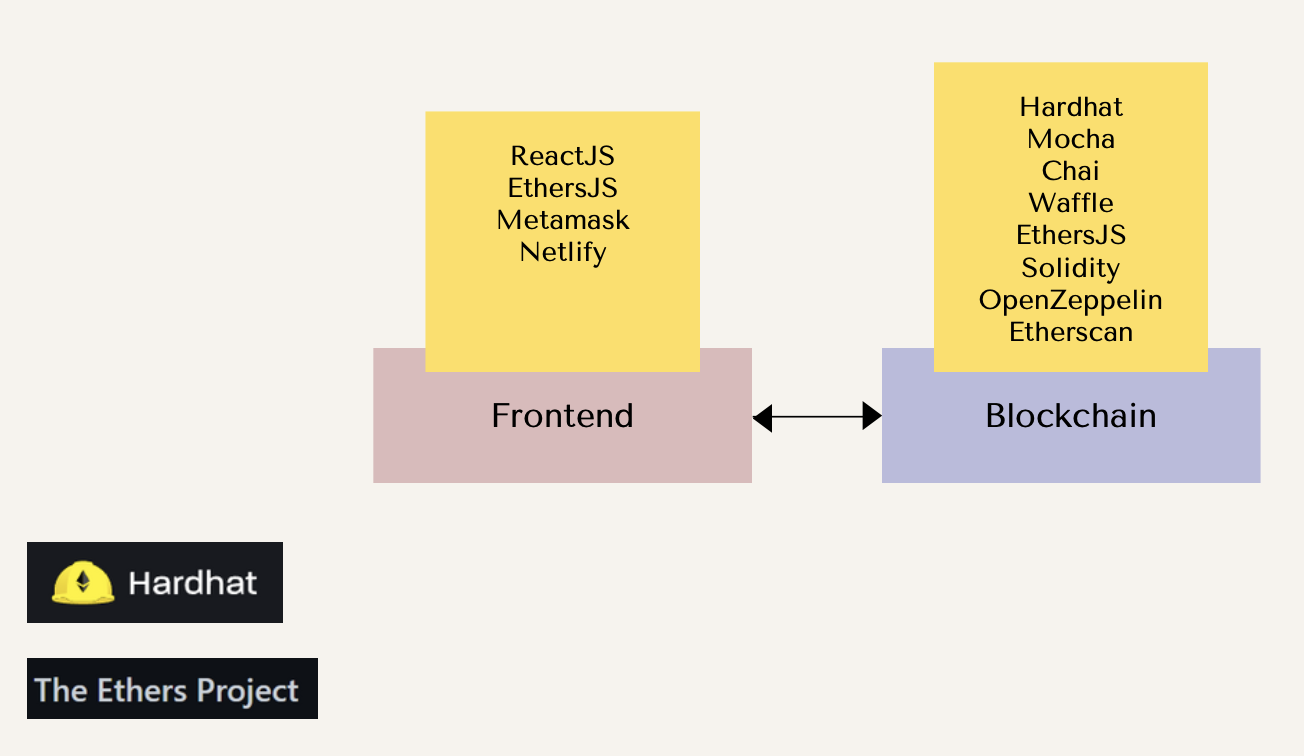 ReactJS
EthersJS
Metamask
Netlify
Frontend
Hardhat
Mocha
Chai
Waffle
EthersJS
Solidity
OpenZeppelin
Etherscan
Blockchain
Hardhat
The Ethers Project